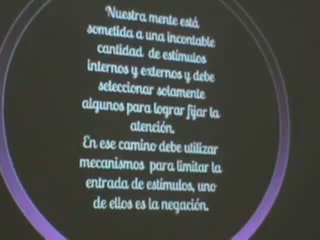 Nuestra mente está
sometida a una incontable
cantidad de estímulos
internos y externos y debe
seleccionar solamente
algunos para lograr fijar la
atención.
En ese camino debe utilizar
mecanismos para limitar la
entrada de estímulos, uno
de ellos es la negación.